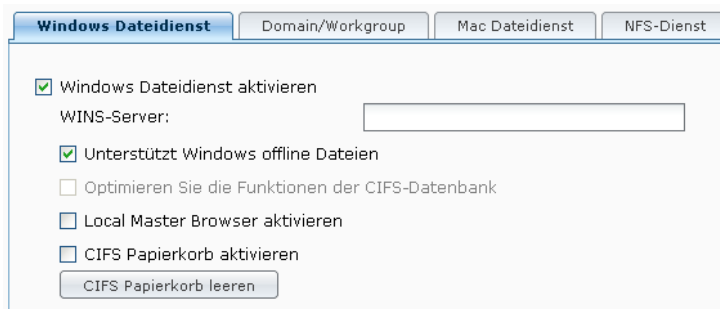 Windows Dateidienst Domain/Workgroup Mac Dateidienst NFS-Dienst
Windows Dateidienst aktivieren
WINS-Server:
Unterstützt Windows offline Dateien
Optimieren Sie die Funktionen der CIFS-Datenbank
Local Master Browser aktivieren
CIFS Papierkorb aktivieren
CIFS Papierkorb leeren